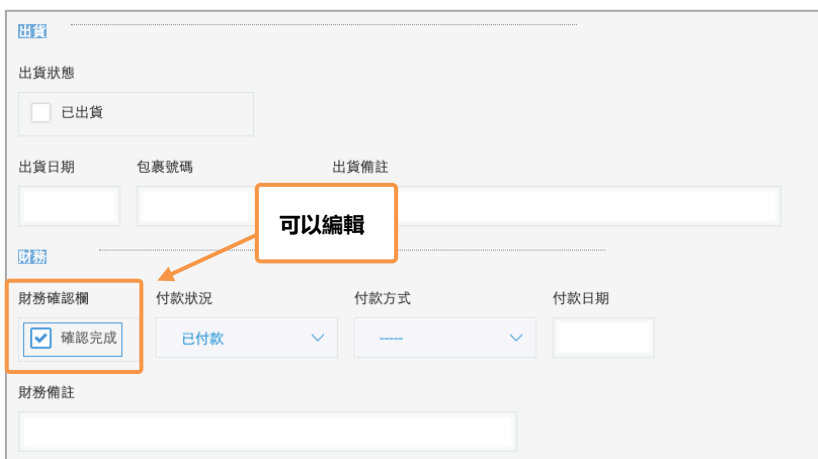 出貨
出貨狀態
已出貨
出貨日期 包裹號碼 出貨備註
可以編輯
財務
財務確認欄 付款狀況 付款方式 付款日期
確認完成 已付款 -----
財務備註